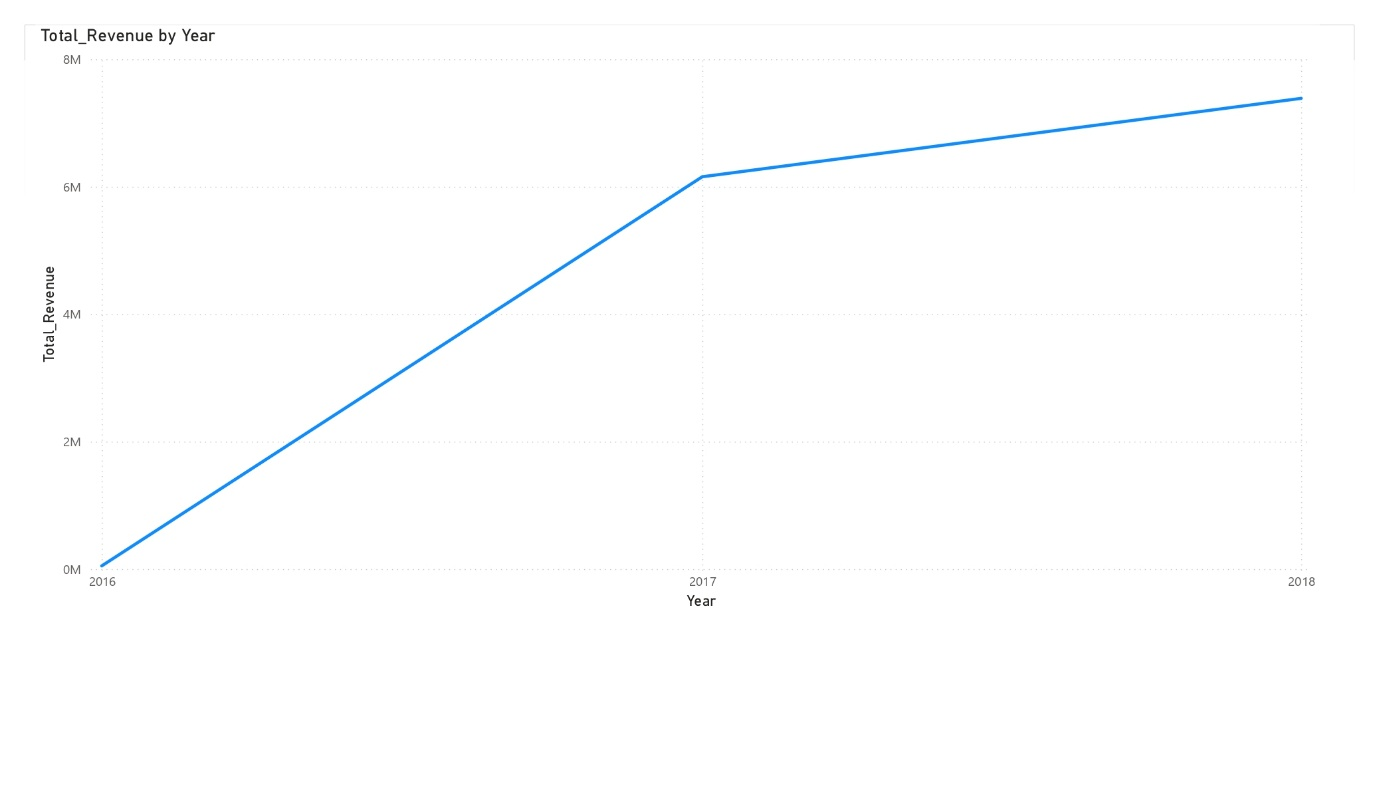 Total_Revenue by Year
8M
6M
4M
2M
0M
Total_Revenue
2016 2017 2018
Year